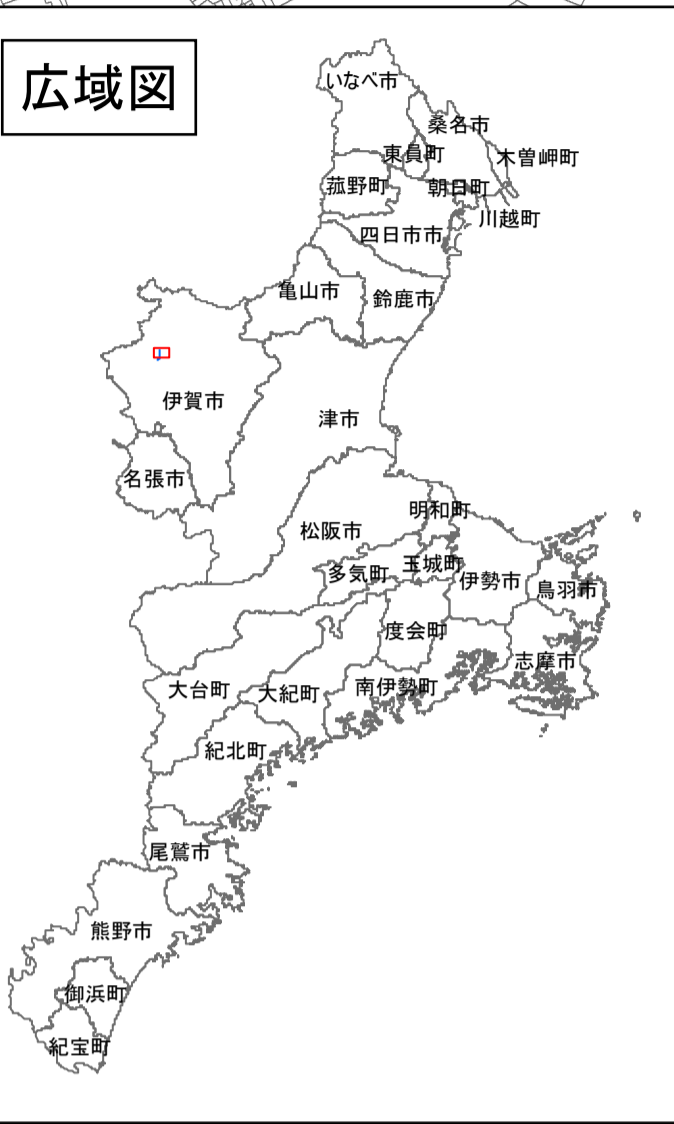 広域図
いなべ市
桑名市
東員町
木曽岬町
菰野町
朝日町
川越町
四日市市
亀山市
鈴鹿市
伊賀市
津市
名張市
明和町
松阪市
玉城町
多気町
伊勢市
鳥羽市
度会町
志摩市
大台町
大紀町
南伊勢町
紀北町
尾鷲市
熊野市
御浜町
紀宝町